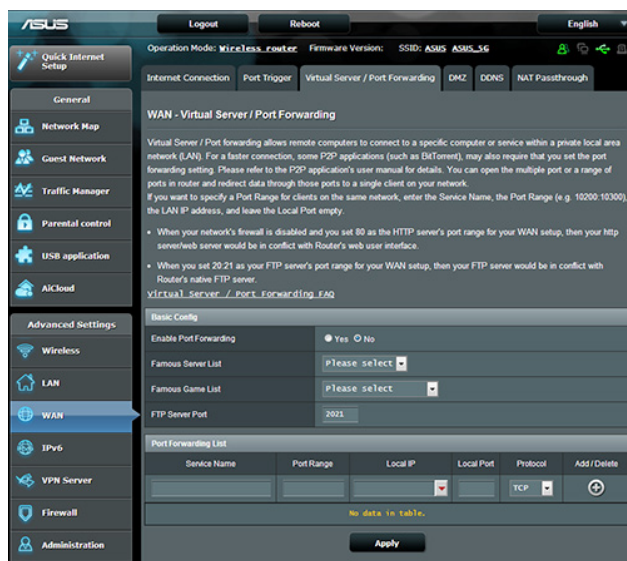 ASUS
Logout
Reboot
English
Quick Internet
Setup
Operation Mode: Wireless router Firmware Version: SSID: ASUS ASUS_5G
Internet Connection
Port Trigger
Virtual Server / Port Forwarding
DMZ
DDNS
NAT Passthrough
General
Network Map
Guest Network
Traffic Manager
Parental control
USB application
AiCloud
Advanced Settings
Wireless
LAN
WAN
IPv6
VPN Server
Firewall
Administration
WAN - Virtual Server / Port Forwarding
Virtual Server / Port forwarding allows remote computers to connect to a specific computer or service within a private local area
network (LAN). For a faster connection, some P2P applications (such as BitTorrent), may also require that you set the port
forwarding setting. Please refer to the P2P application's user manual for details. You can open the multiple port or a range of
ports in router and redirect data through those ports to a single client on your network.
If you want to specify a Port Range for clients on the same network, enter the Service Name, the Port Range (e.g. 10200:10300),
the LAN IP address, and leave the Local Port empty.
• When your network's firewall is disabled and you set 80 as the HTTP server's port range for your WAN setup, then your http
server/web server would be in conflict with Router's web user interface.
• When you set 20:21 as your FTP server's port range for your WAN setup, then your FTP server would be in conflict with
Router's native FTP server.
Virtual Server / Port Forwarding FAQ
Basic Config
Enable Port Forwarding Yes No
Famous Server List Please select
Famous Game List Please select
FTP Server Port 2021
Port Forwarding List
Service Name Port Range Local IP Local Port Protocol Add / Delete
TCP
No data in table.
Apply